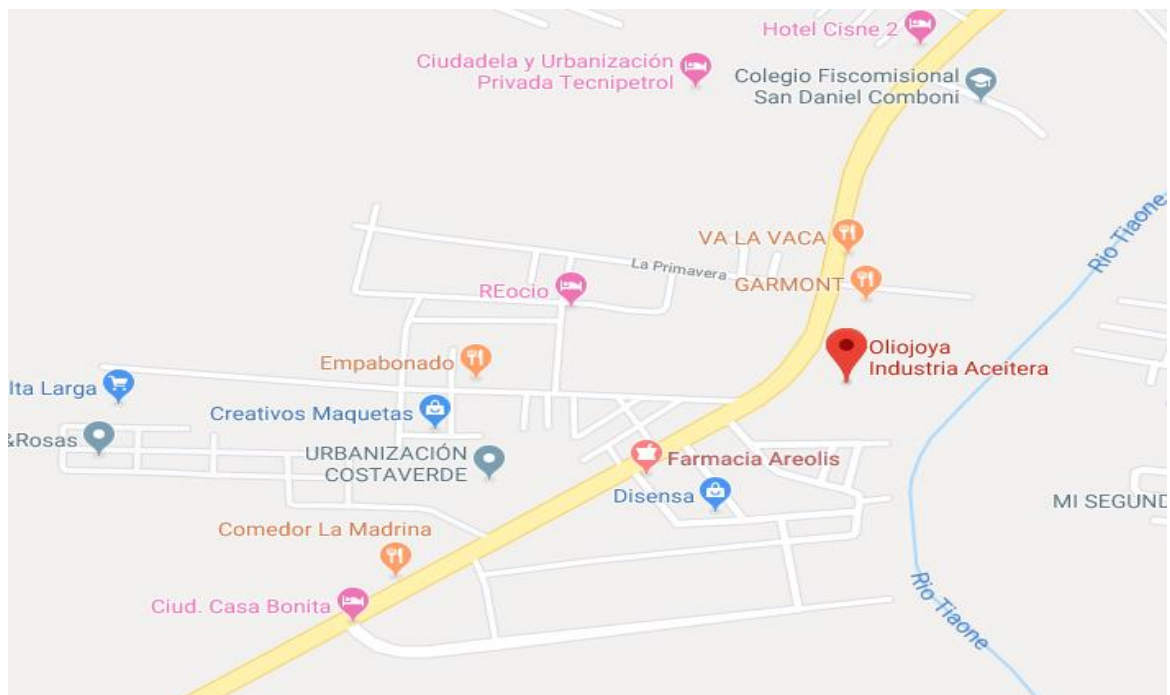 Hotel Cisne 2
Ciudadela y Urbanización
Privada Tecnipetrol
Colegio Fiscomisional
San Daniel Comboni
Rio Tiaone
VA LA VACA
La Primavera
GARMONT
REocio
Oliojoya
Industria Aceitera
Empabonado
lta Larga
Creativos Maquetas
&Rosas
URBANIZACIÓN
COSTAVERDE
Farmacia Areolis
Disensa
MI SEGUND
Comedor La Madrina
Rio Tiaone
Ciud. Casa Bonita